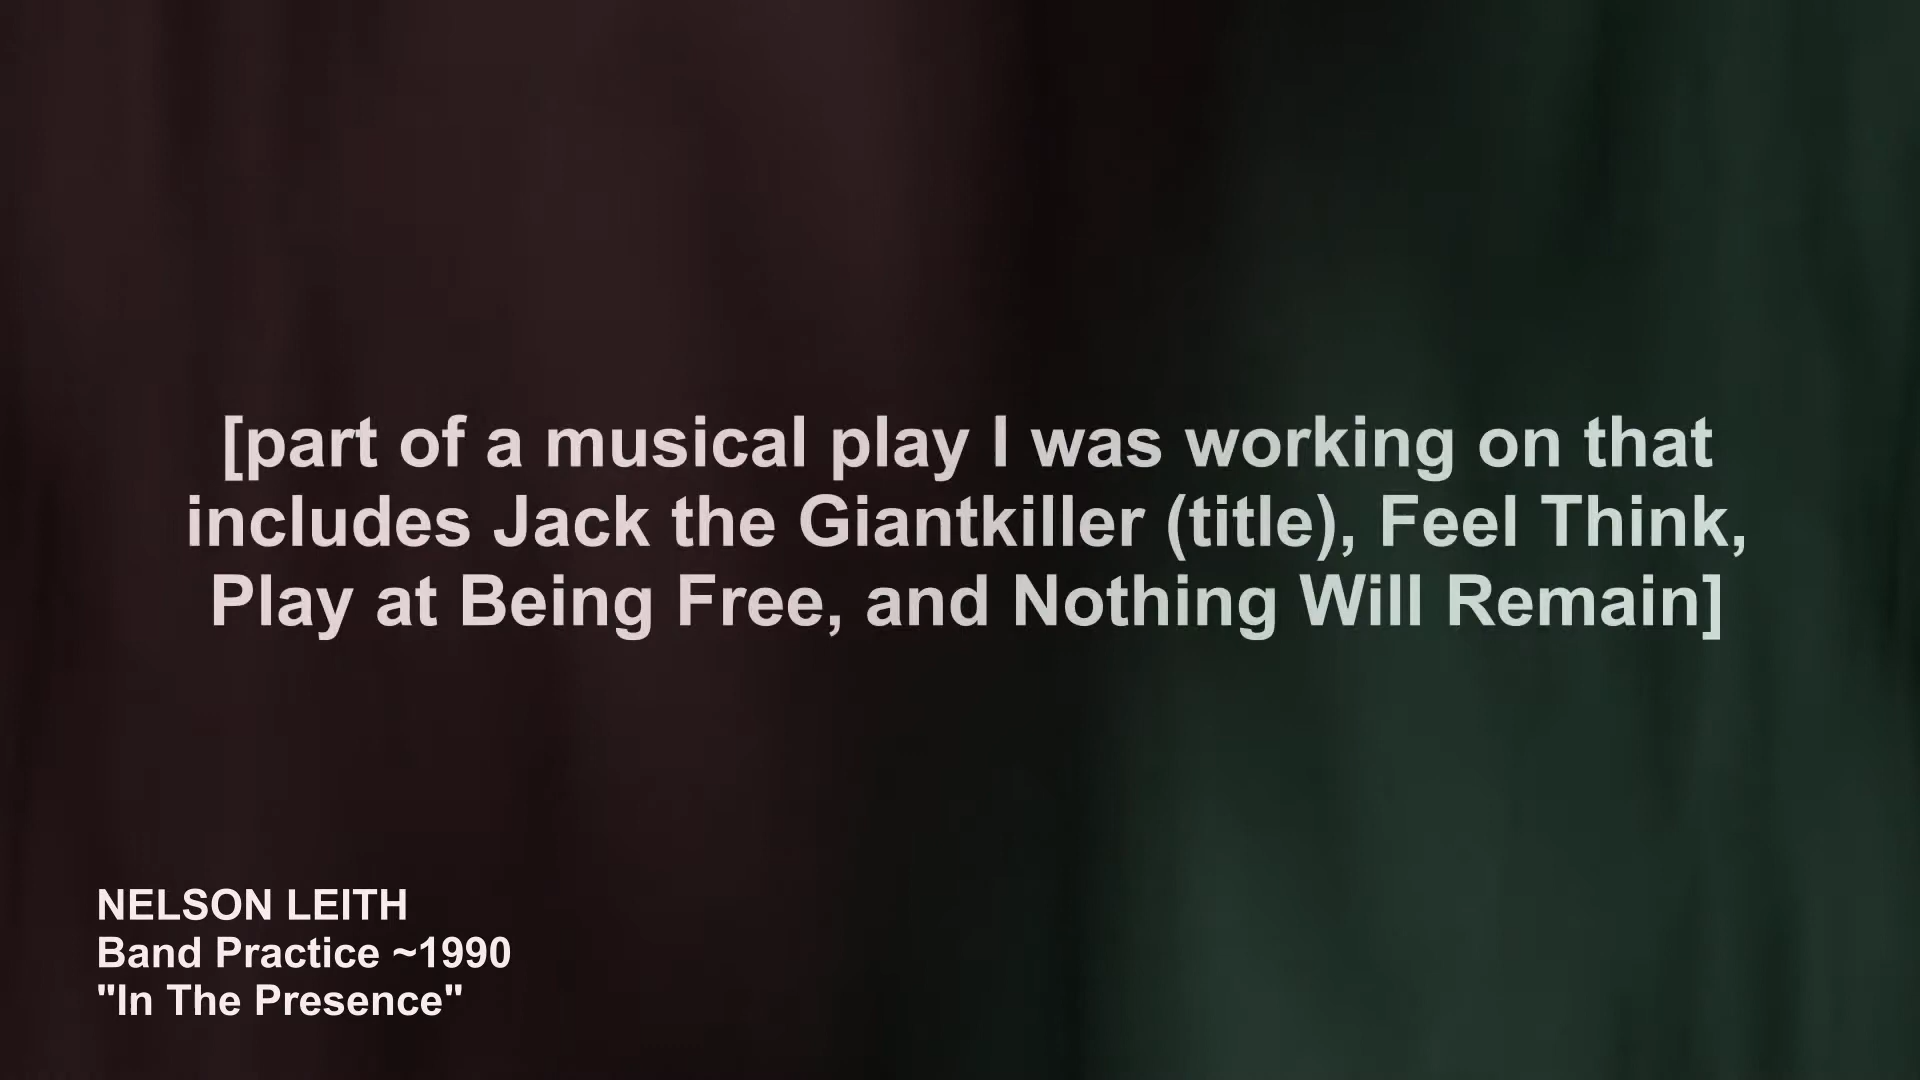 [part of a musical play I was working on that
includes Jack the Giantkiller (title), Feel Think,
Play at Being Free, and Nothing Will Remain]
NELSON LEITH
Band Practice ~1990
"In The Presence"